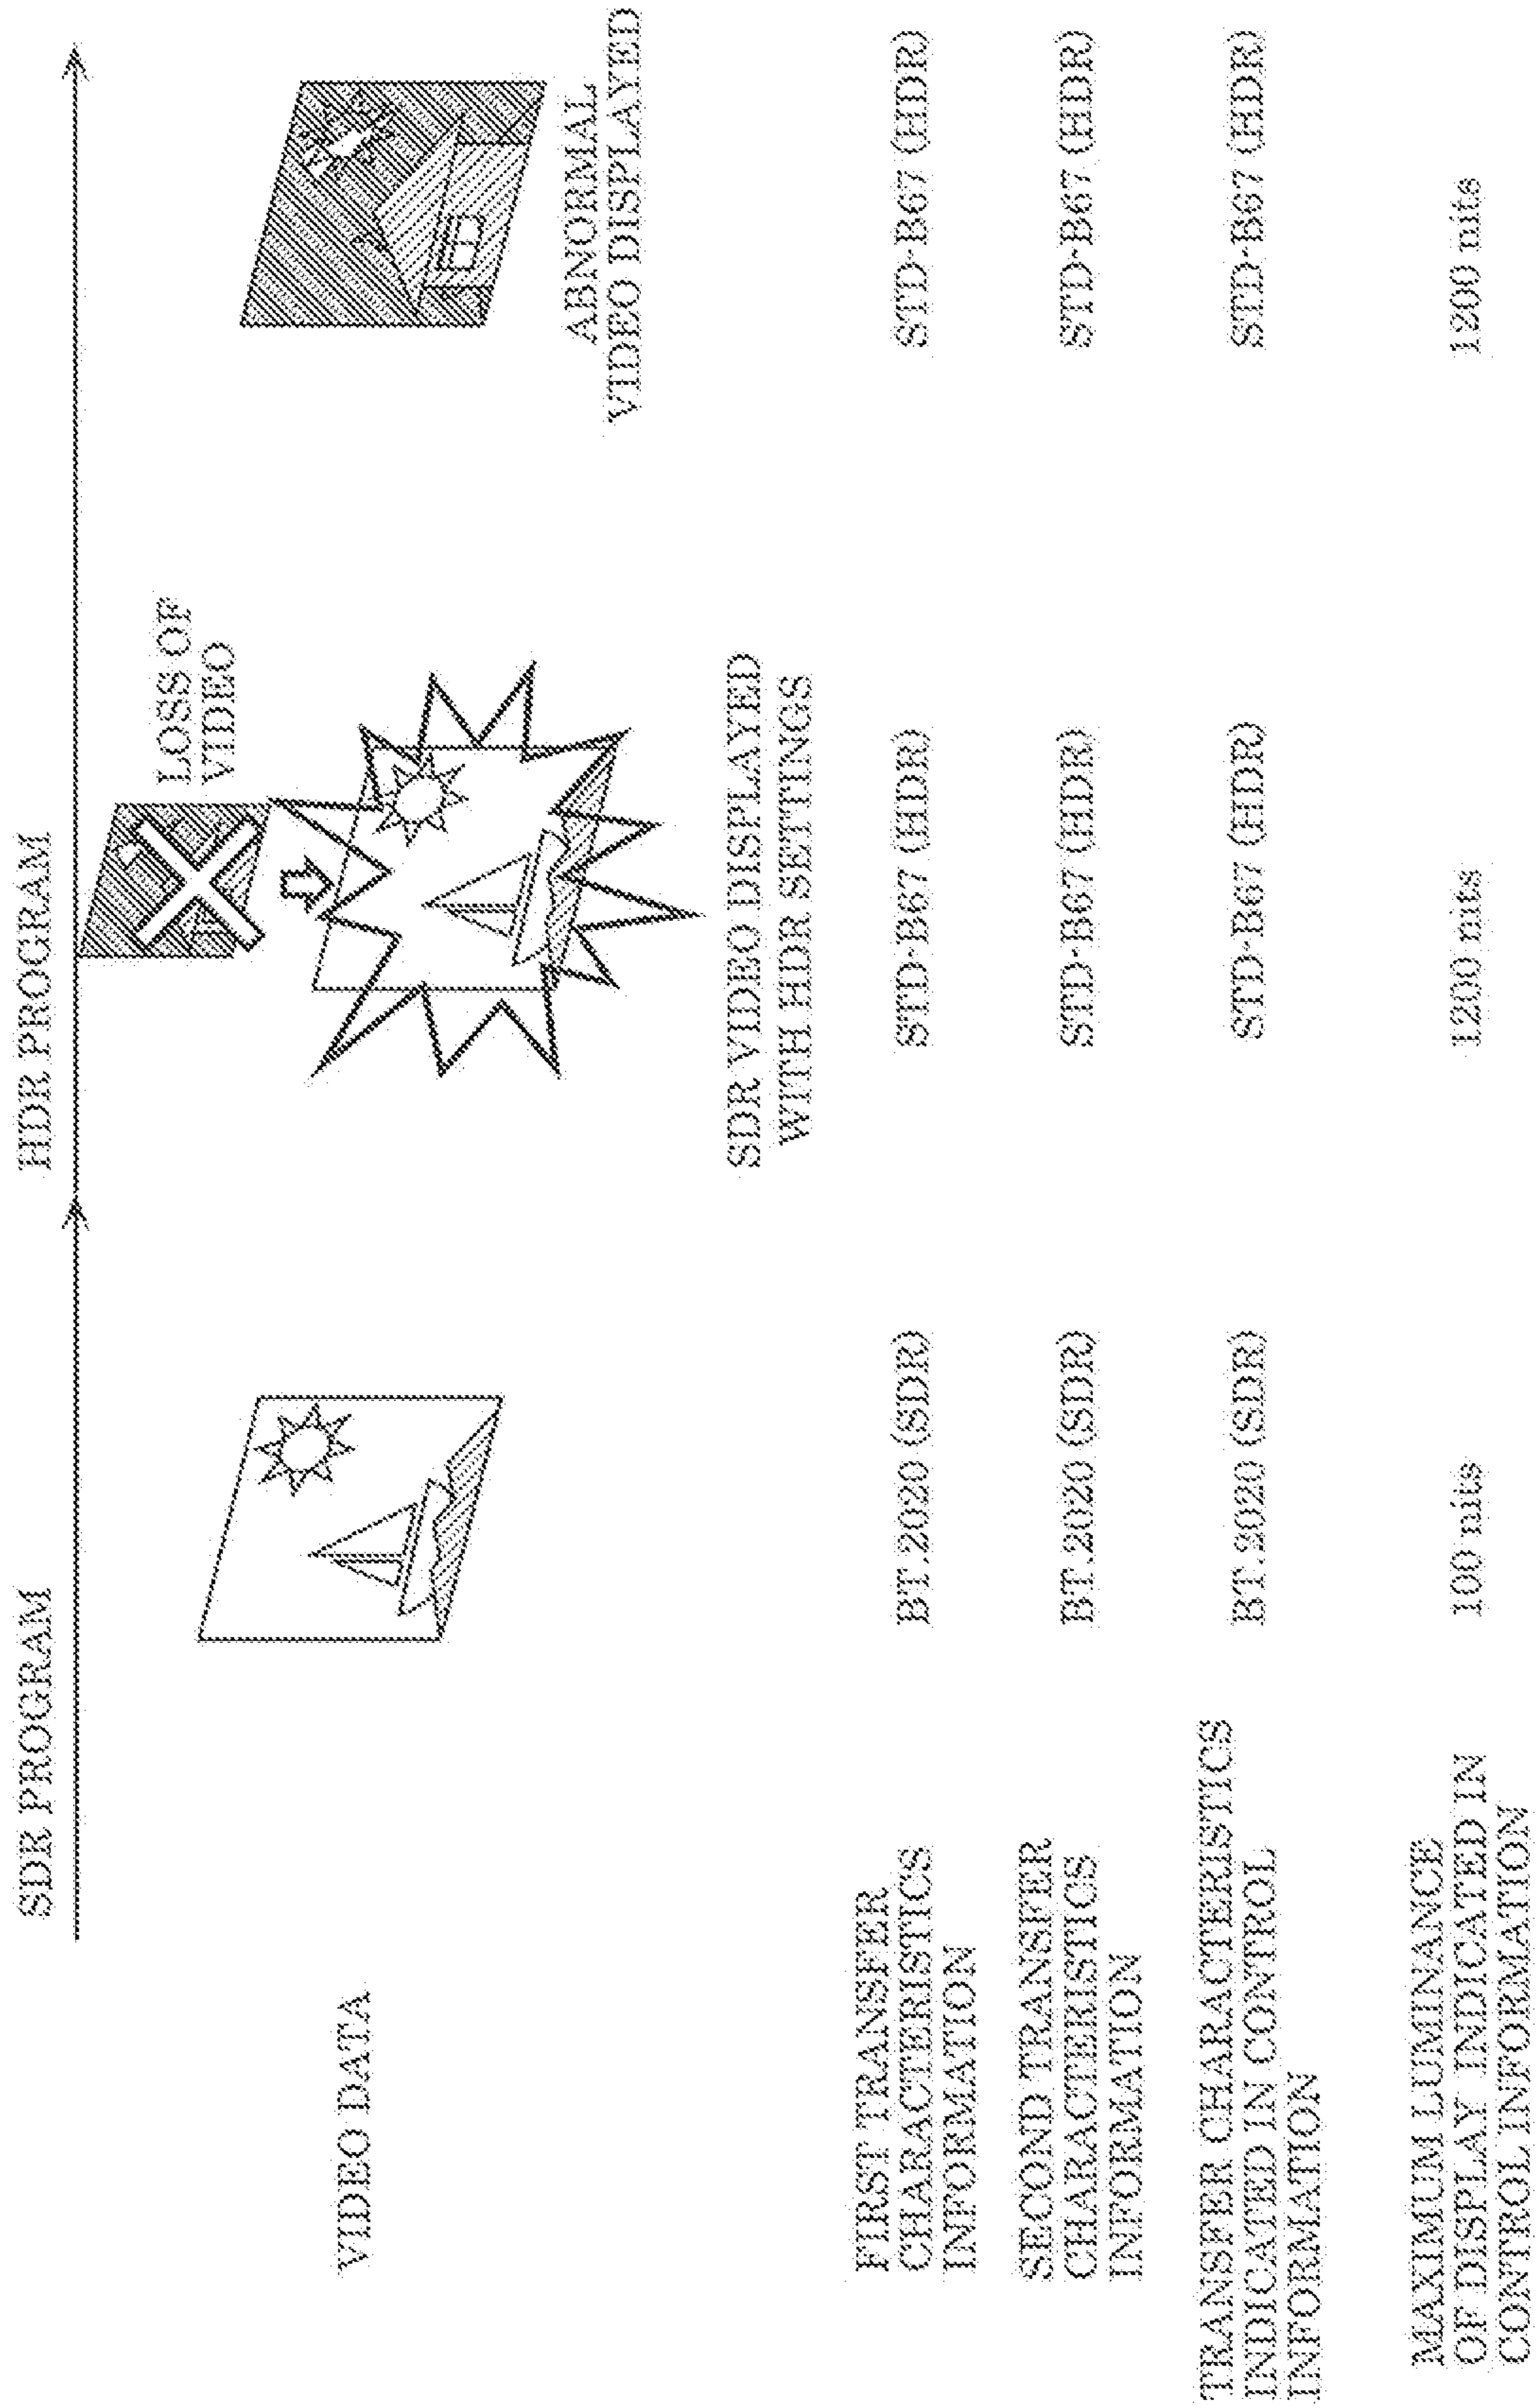 SDR PROGRAM
HDR PROGRAM
VIDEO DATA
LOSS OF
VIDEO
SDR VIDEO DISPLAYED
WITH HDR SETTINGS
ABNORMAL
VIDEO DISPLAYED
FIRST TRANSFER
CHARACTERISTICS
INFORMATION
BT.2020 (SDR)
STD-B67 (HDR)
STD-B67 (HDR)
SECOND TRANSFER
CHARACTERISTICS
INFORMATION
BT.2020 (SDR)
STD-B67 (HDR)
STD-B67 (HDR)
TRANSFER CHARACTERISTICS
INDICATED IN CONTROL
INFORMATION
BT.2020 (SDR)
STD-B67 (HDR)
STD-B67 (HDR)
MAXIMUM LUMINANCE
OF DISPLAY INDICATED IN
CONTROL INFORMATION
100 nits
1200 nits
1200 nits